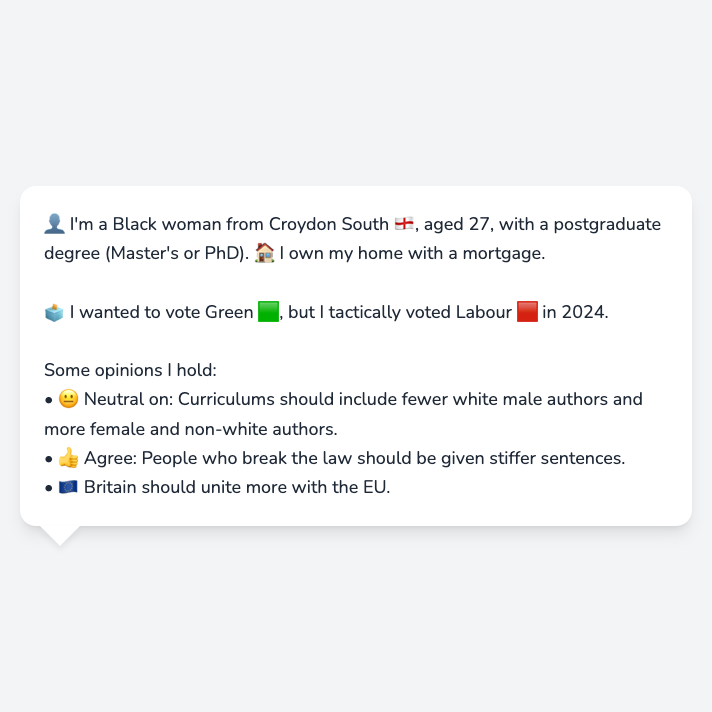 👤 I'm a Black woman from Croydon South 🏴󠁧󠁢󠁥󠁮󠁧󠁿, aged 27, with a postgraduate
degree (Master's or PhD). 🏠 I own my home with a mortgage.
🗳️ I wanted to vote Green 🟩, but I tactically voted Labour 🟥 in 2024.
Some opinions I hold:
• 😐 Neutral on: Curriculums should include fewer white male authors and
more female and non-white authors.
• 👍 Agree: People who break the law should be given stiffer sentences.
• 🇪🇺 Britain should unite more with the EU.